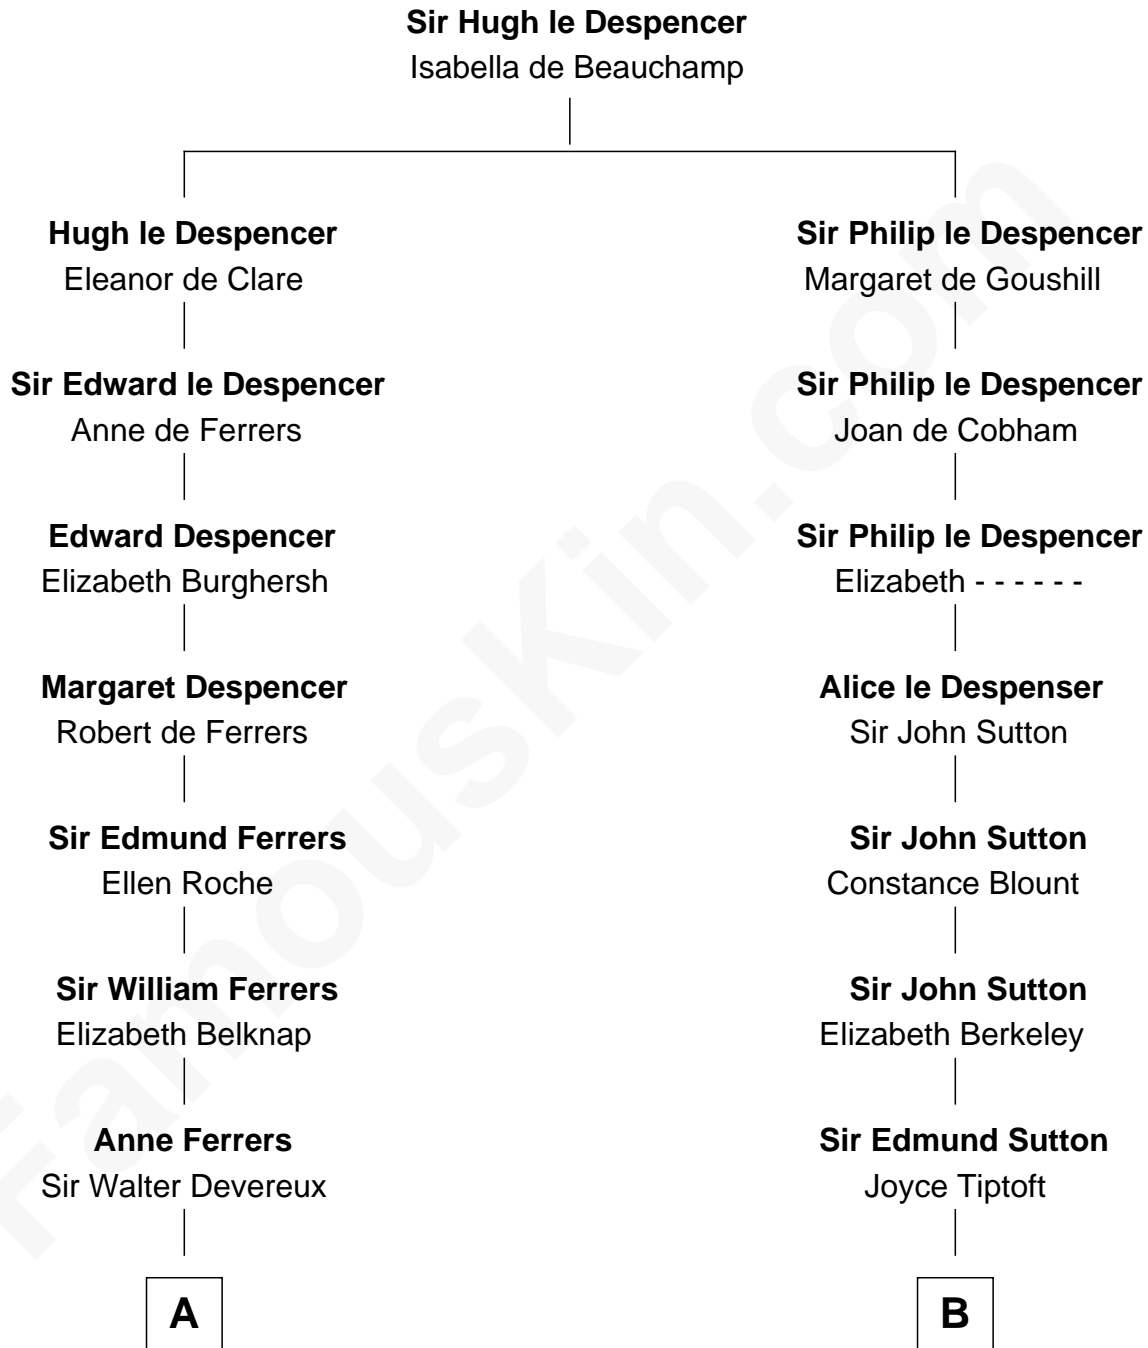 Sir Hugh le Despencer
Isabella de Beauchamp
Hugh le Despencer
Eleanor de Clare
Sir Philip le Despencer
Margaret de Goushill
Sir Edward le Despencer
Anne de Ferrers
Sir Philip le Despencer
Joan de Cobham
Edward Despencer
Elizabeth Burghersh
Sir Philip le Despencer
Elizabeth - - - - - -
Margaret Despencer
Robert de Ferrers
Alice le Despenser
Sir John Sutton
Sir Edmund Ferrers
Ellen Roche
Sir John Sutton
Constance Blount
Sir William Ferrers
Elizabeth Belknap
Sir John Sutton
Elizabeth Berkeley
Anne Ferrers
Sir Walter Devereux
Sir Edmund Sutton
Joyce Tiptoft
A
B
FamousKin.com